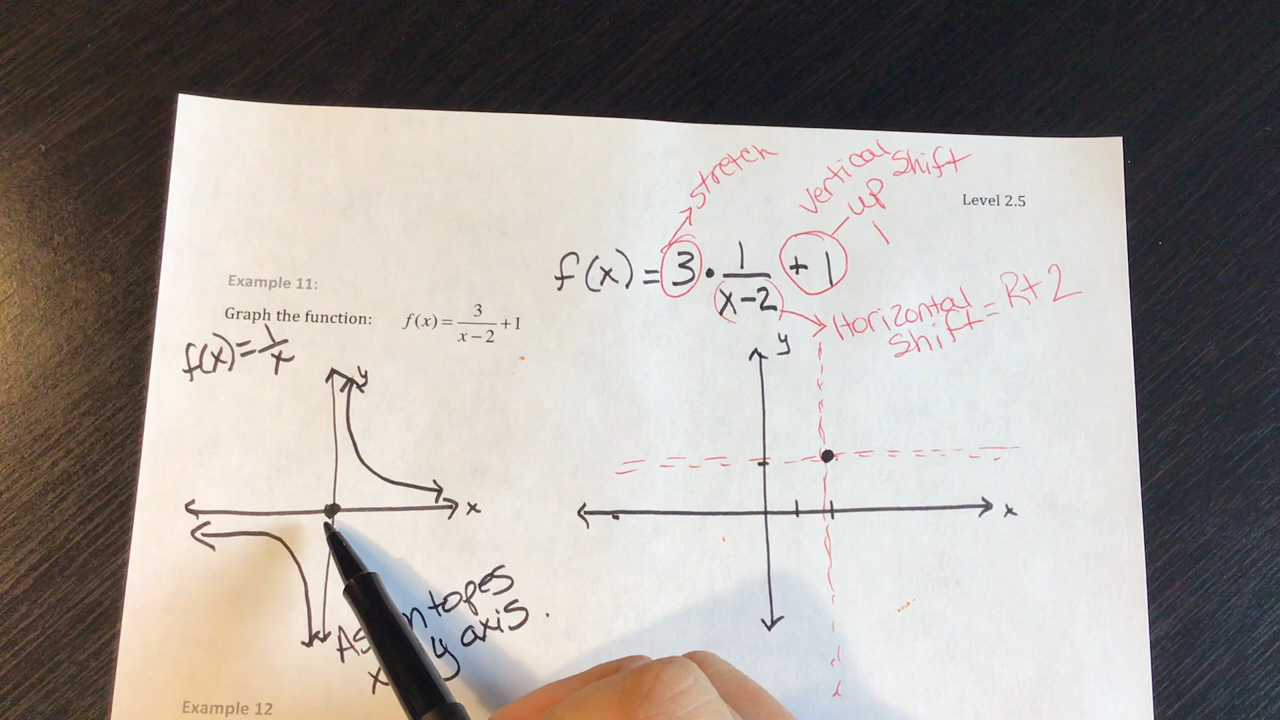 Level 2.5
stretch
vertical shift
up
1
f(x) = 3 · 1/(x-2) + 1
Horizontal shift = Rt 2
Example 11:
Graph the function: f(x) = 3/(x-2) + 1
f(x) = 1/x
y
x
y
x
y axis.
x
Example 12